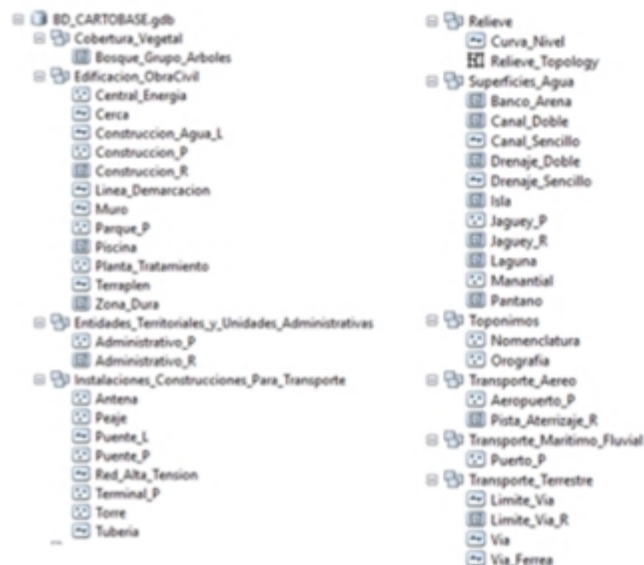 BD_CARTOBASE.gdb
Cobertura_Vegetal
Bosque_Grupo_Arboles
Edificacion_ObraCivil
Central_Energia
Cerca
Construccion_Agua_L
Construccion_P
Construccion_R
Linea_Demarcacion
Muro
Parque_P
Piscina
Planta_Tratamiento
Terraplen
Zona_Dura
Entidades_Territoriales_y_Unidades_Administrativas
Administrativo_P
Administrativo_R
Instalaciones_Construcciones_Para_Transporte
Antena
Peaje
Puente_L
Puente_P
Red_Alta_Tension
Terminal_P
Torre
Tuberia
Relieve
Curva_Nivel
Relieve_Topology
Superficies_Agua
Banco_Arena
Canal_Doble
Canal_Sencillo
Drenaje_Doble
Drenaje_Sencillo
Isla
Jaguey_P
Jaguey_R
Laguna
Manantial
Pantano
Toponimos
Nomenclatura
Orografia
Transporte_Aereo
Aeropuerto_P
Pista_Aterrizaje_R
Transporte_Maritimo_Fluvial
Puerto_P
Transporte_Terrestre
Limite_Via
Limite_Via_R
Via
Via_Ferrea